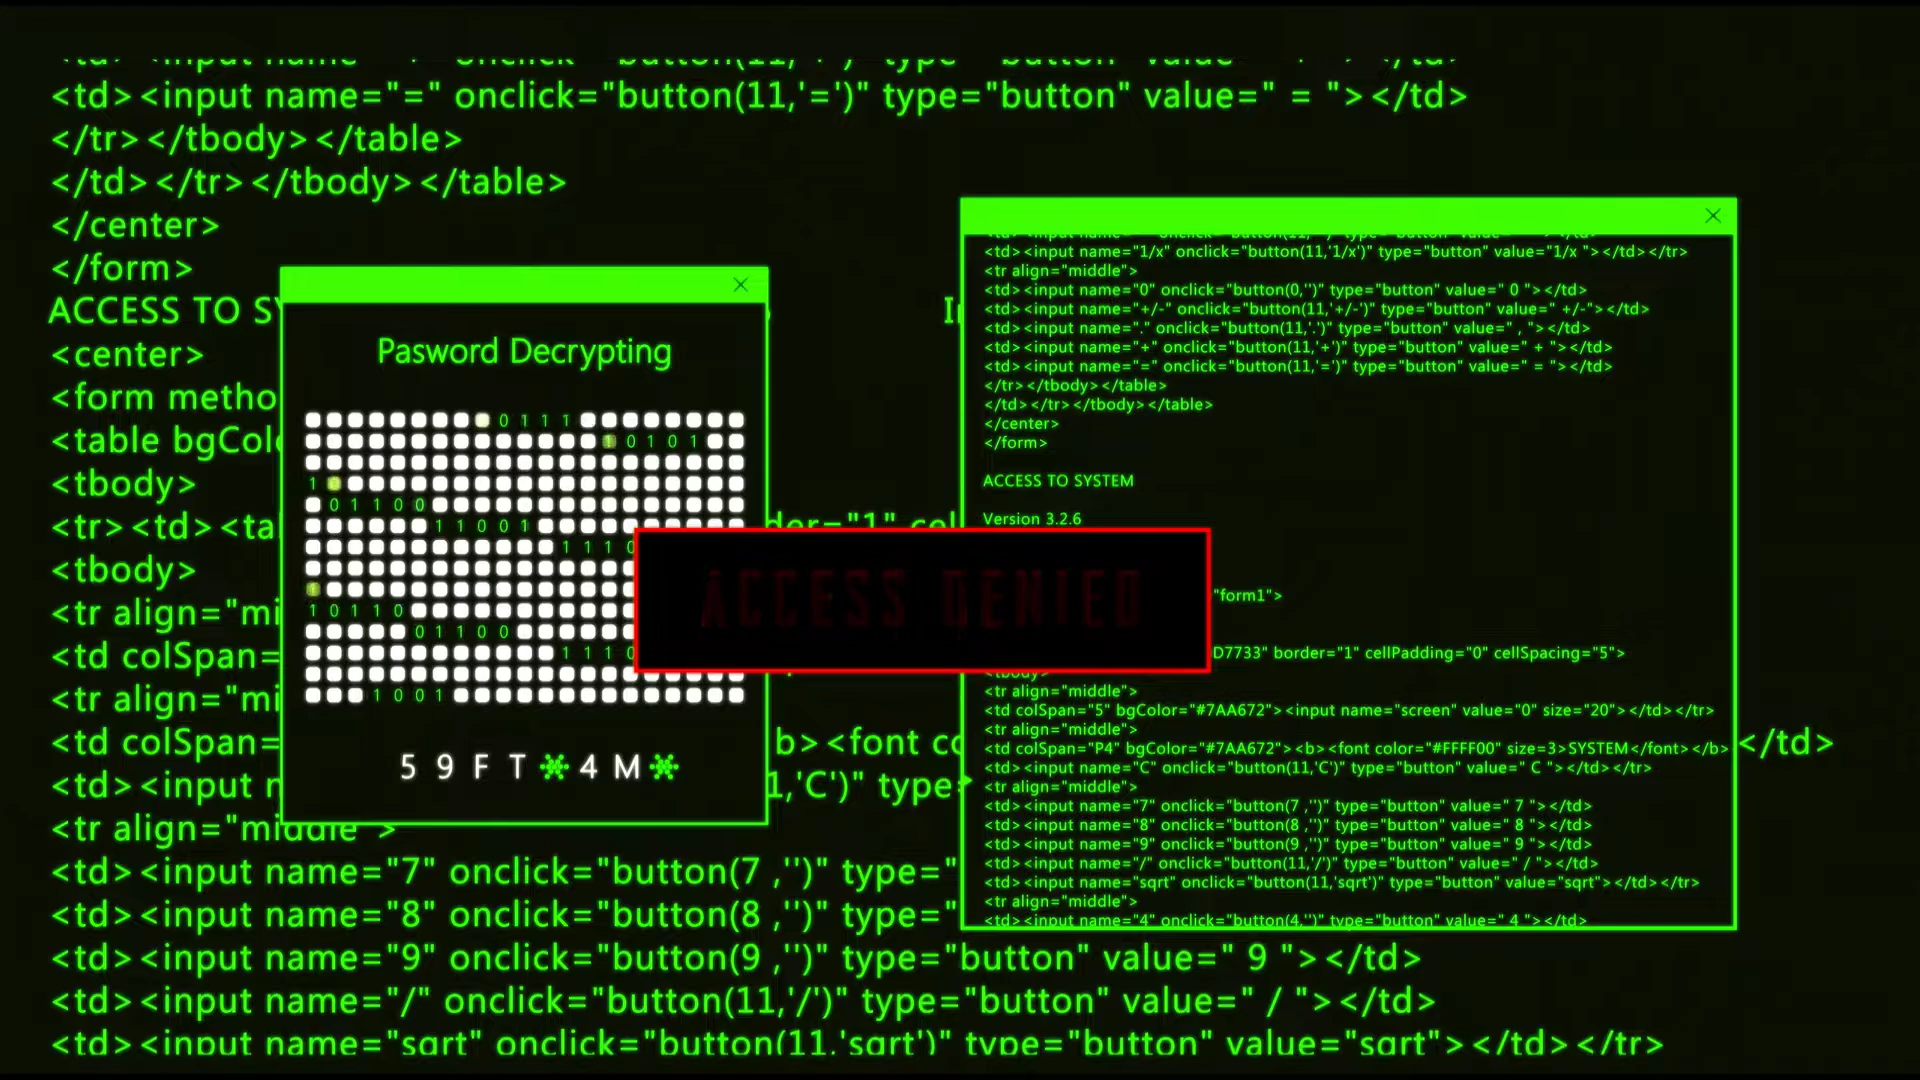 <td><input name="=" onclick="button(11,'=')" type="button" value=" = "></td>
</tr></tbody></table>
</td></tr></tbody></table>
</center>
</form>
ACCESS TO
<center>
<form
<table
<tbody>
<tr><td>
<tbody>
<tr
<td colSpan=
<tr
<td colSpan= b><font </td>
<td><input 1,'C')"
<tr align="middle">
<td><input name="7" onclick="button(7 ,'')" type="
<td><input name="8" onclick="button(8 ,'')" type="
<td><input name="9" onclick="button(9 ,'')" type="button" value=" 9 "></td>
<td><input name="/" onclick="button(11,'/')" type="button" value=" / "></td>
<td><input name="sqrt" onclick="button(11,'sqrt')" type="button" value="sqrt"></td></tr>
Pasword Decrypting
0 1 1 1
1 0 1 0 1
1
0 1 1 0 0
1 1 0 0 1
1 1 1 0
1
1 0 1 1 0
0 1 1 0 0
1 1 1 0
1 0 0 1
5 9 F T * 4 M *
ACCESS DENIED
<td><input name="1/x" onclick="button(11,'1/x')" type="button" value="1/x "></td></tr>
<tr align="middle">
<td><input name="0" onclick="button(0,'')" type="button" value=" 0 "></td>
<td><input name="+/-" onclick="button(11,'+/-')" type="button" value=" +/-"></td>
<td><input name="." onclick="button(11,'.')" type="button" value=" , "></td>
<td><input name="+" onclick="button(11,'+')" type="button" value=" + "></td>
<td><input name="=" onclick="button(11,'=')" type="button" value=" = "></td>
</tr></tbody></table>
</td></tr></tbody></table>
</center>
</form>
ACCESS TO SYSTEM
Version 3.2.6
"form1">
D7733" border="1" cellPadding="0" cellSpacing="5">
<tbody>
<tr align="middle">
<td colSpan="5" bgColor="#7AA672"><input name="screen" value="0" size="20"></td></tr>
<tr align="middle">
<td colSpan="P4" bgColor="#7AA672"><b><font color="#FFFF00" size=3>SYSTEM</font></b>
<td><input name="C" onclick="button(11,'C')" type="button" value=" C "></td></tr>
<tr align="middle">
<td><input name="7" onclick="button(7 ,'')" type="button" value=" 7 "></td>
<td><input name="8" onclick="button(8 ,'')" type="button" value=" 8 "></td>
<td><input name="9" onclick="button(9 ,'')" type="button" value=" 9 "></td>
<td><input name="/" onclick="button(11,'/')" type="button" value=" / "></td>
<td><input name="sqrt" onclick="button(11,'sqrt')" type="button" value="sqrt"></td></tr>
<tr align="middle">
<td><input name="4" onclick="button(4,'')" type="button" value=" 4 "></td>